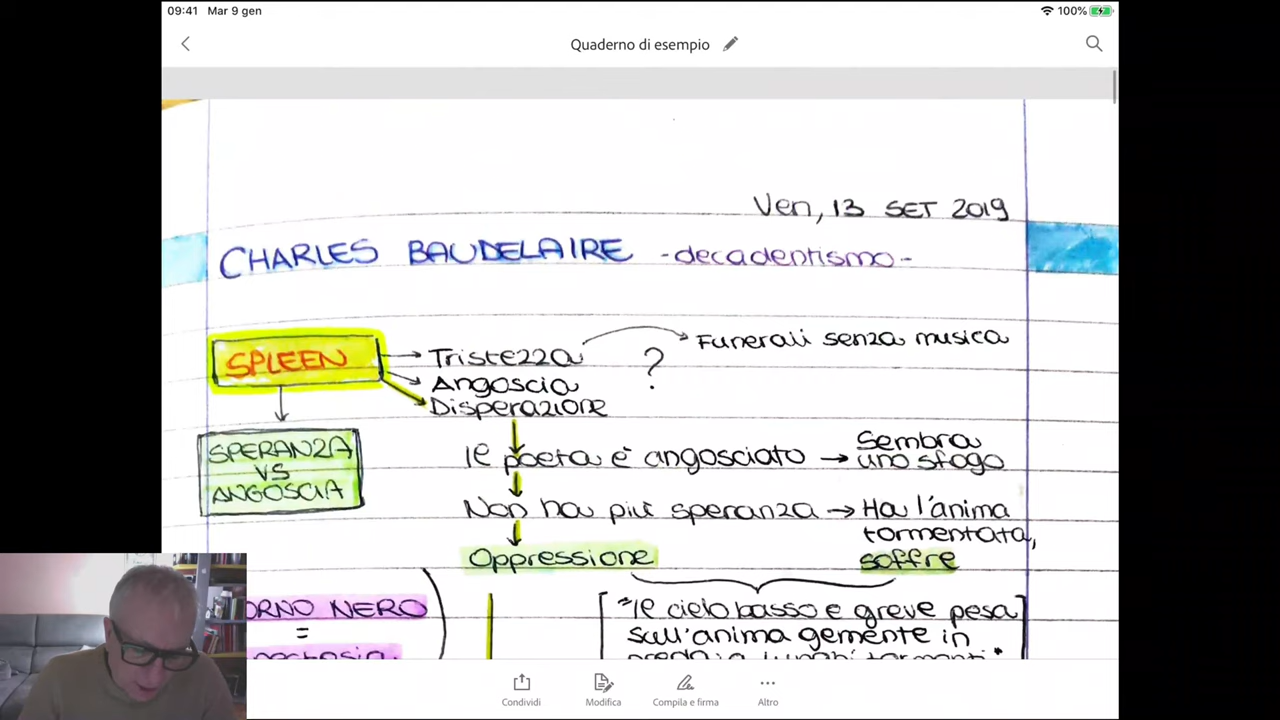 09:41 Mar 9 gen
100%
Quaderno di esempio
Ven, 13 SET 2019
CHARLES BAUDELAIRE -decadentismo-
SPLEEN
Tristezza
?
Funerali senza musica
Angoscia
Disperazione
SPERANZA
VS
ANGOSCIA
Il poeta è angosciato → Sembra
uno sfogo
Non ha più speranza → Ha l'anima
tormentata,
soffre
Oppressione
ORNO NERO
=
["Il cielo basso e greve pesa
sull'anima gemente in
Condividi
Modifica
Compila e firma
Altro